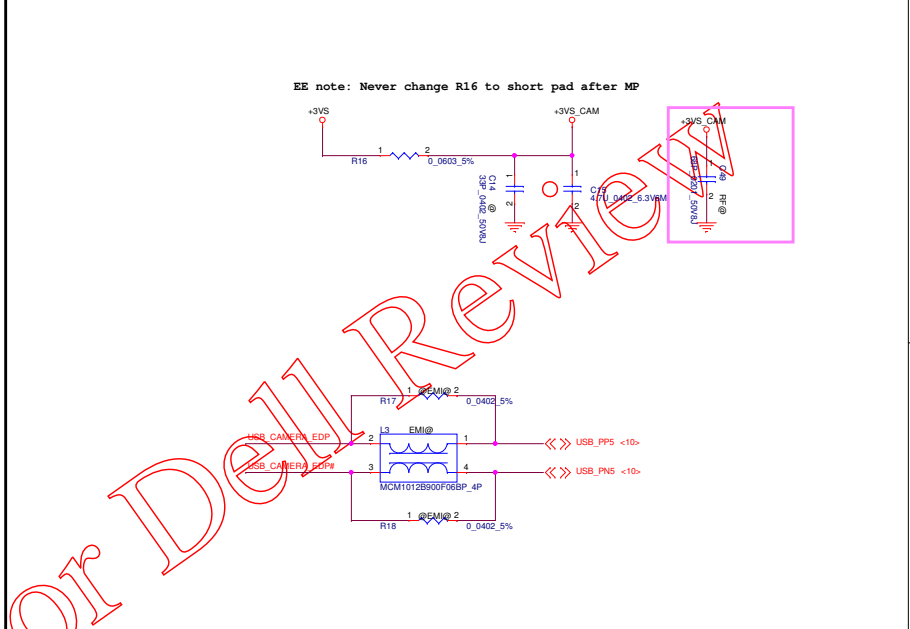 EE note: Never change R16 to short pad after MP
+3VS
+3VS_CAM
+3VS_CAM
1
2
R16
0_0603_5%
1
2
C14
33P_0402_50V8J
@
1
2
C15
4.7U_0402_6.3V6M
1
2
C49
RF@
or Dell Review
1
@EMI@
2
R17
0_0402_5%
L3
EMI@
USB_CAMERA_EDP
2
1
USB_PP5 <10>
USB_CAMERA_EDP#
3
4
USB_PN5 <10>
MCM1012B900F06BP_4P
1
@EMI@
2
R18
0_0402_5%